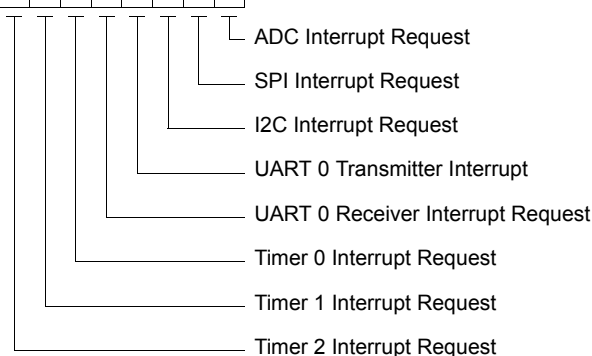 ADC Interrupt Request
SPI Interrupt Request
I2C Interrupt Request
UART 0 Transmitter Interrupt
UART 0 Receiver Interrupt Request
Timer 0 Interrupt Request
Timer 1 Interrupt Request
Timer 2 Interrupt Request